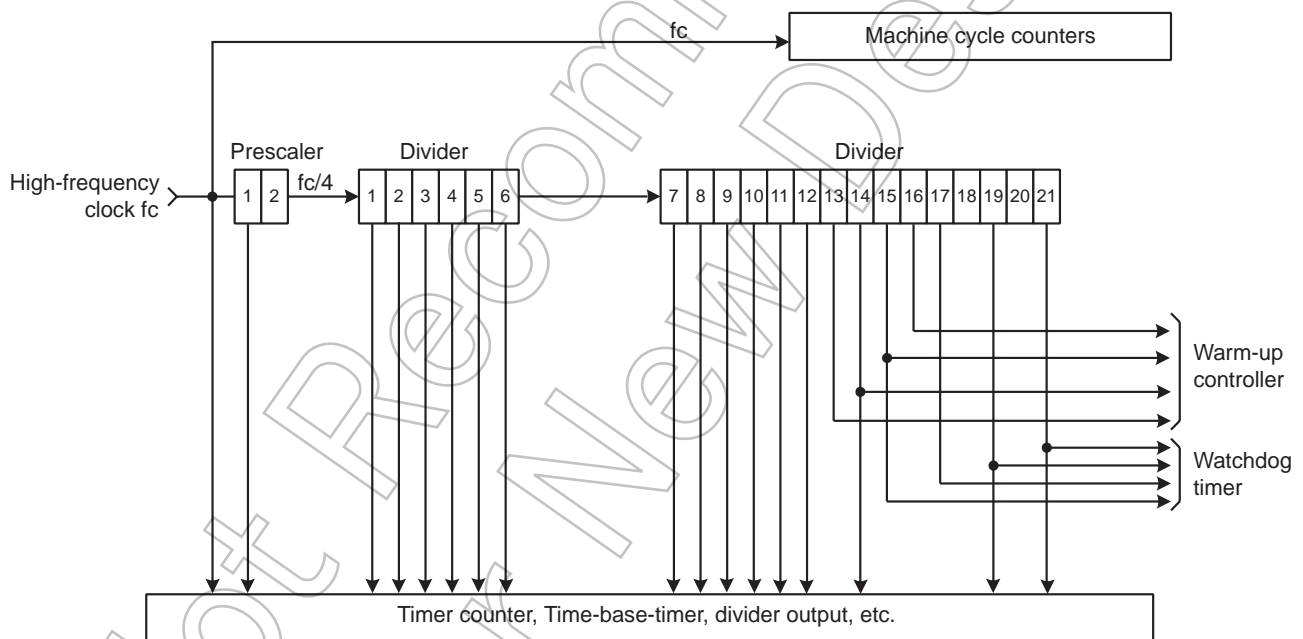 fc
Machine cycle counters
Prescaler
Divider
Divider
High-frequency
clock fc
1 2
fc/4
1 2 3 4 5 6
7 8 9 10 11 12 13 14 15 16 17 18 19 20 21
Warm-up
controller
Watchdog
timer
Timer counter, Time-base-timer, divider output, etc.